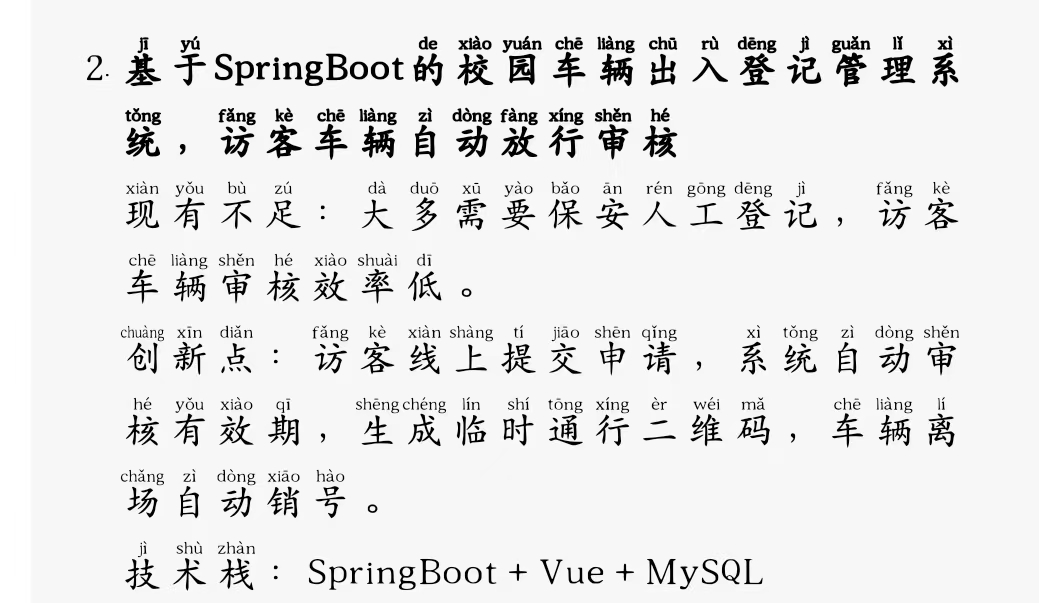 jī yú de xiào yuán chē liàng chū rù dēng jì guǎn lǐ xì
2. 基于SpringBoot的校园车辆出入登记管理系
tǒng fǎng kè chē liàng zì dòng fàng xíng shěn hé
统，访客车辆自动放行审核
xiàn yǒu bù zú dà duō xū yào bǎo ān rén gōng dēng jì fǎng kè
现有不足：大多需要保安人工登记，访客
chē liàng shěn hé xiào shuài dī
车辆审核效率低。
chuàng xīn diǎn fǎng kè xiàn shàng tí jiāo shēn qǐng xì tǒng zì dòng shěn
创新点：访客线上提交申请，系统自动审
hé yǒu xiào qī shēng chéng lín shí tōng xíng èr wéi mǎ chē liàng lí
核有效期，生成临时通行二维码，车辆离
chǎng zì dòng xiāo hào
场自动销号。
jì shù zhàn
技术栈：SpringBoot + Vue + MySQL